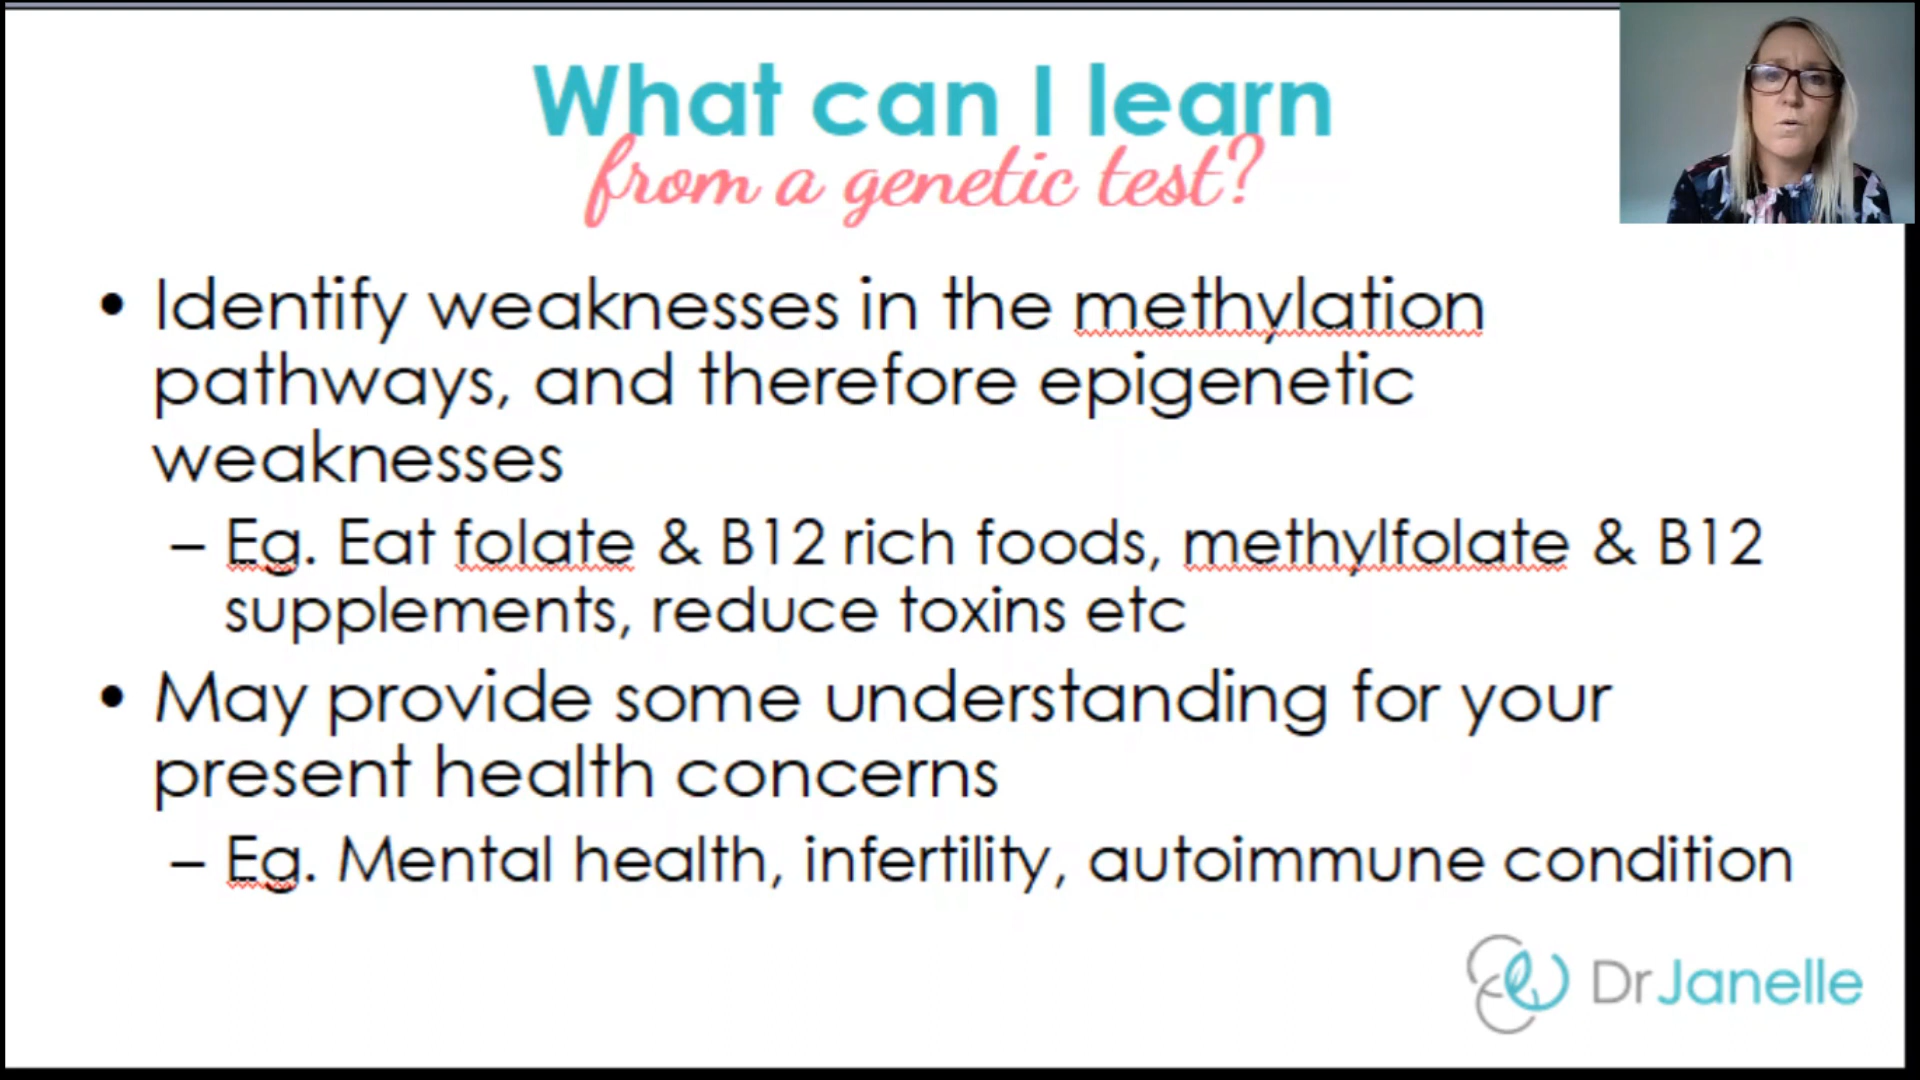 What can I learn
from a genetic test?
• Identify weaknesses in the methylation
pathways, and therefore epigenetic
weaknesses
– Eg. Eat folate & B12 rich foods, methylfolate & B12
supplements, reduce toxins etc
• May provide some understanding for your
present health concerns
– Eg. Mental health, infertility, autoimmune condition
Dr Janelle